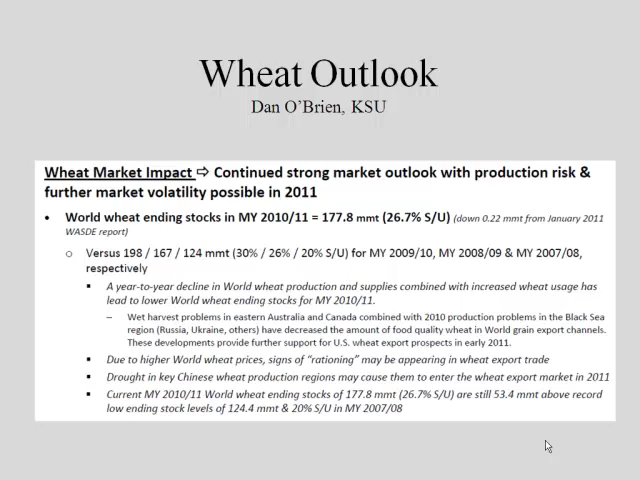 Wheat Outlook
Dan O’Brien, KSU
Wheat Market Impact ⇨ Continued strong market outlook with production risk &
further market volatility possible in 2011
• World wheat ending stocks in MY 2010/11 = 177.8 mmt (26.7% S/U) (down 0.22 mmt from January 2011
WASDE report)
o Versus 198 / 167 / 124 mmt (30% / 26% / 20% S/U) for MY 2009/10, MY 2008/09 & MY 2007/08,
respectively
▪ A year-to-year decline in World wheat production and supplies combined with increased wheat usage has
lead to lower World wheat ending stocks for MY 2010/11.
– Wet harvest problems in eastern Australia and Canada combined with 2010 production problems in the Black Sea
region (Russia, Ukraine, others) have decreased the amount of food quality wheat in World grain export channels.
These developments provide further support for U.S. wheat export prospects in early 2011.
▪ Due to higher World wheat prices, signs of “rationing” may be appearing in wheat export trade
▪ Drought in key Chinese wheat production regions may cause them to enter the wheat export market in 2011
▪ Current MY 2010/11 World wheat ending stocks of 177.8 mmt (26.7% S/U) are still 53.4 mmt above record
low ending stock levels of 124.4 mmt & 20% S/U in MY 2007/08